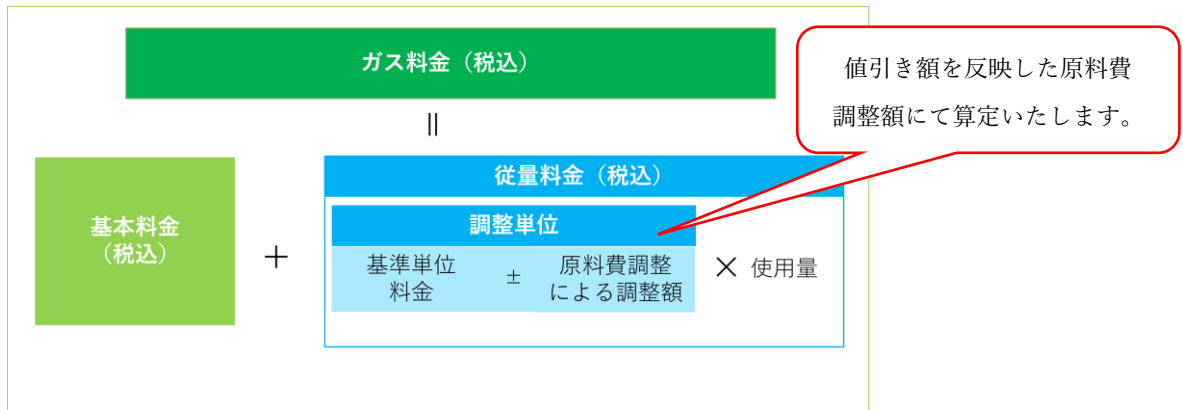 ガス料金（税込）
値引き額を反映した原料費
調整額にて算定いたします。
||
基本料金
（税込）
＋
従量料金（税込）
調整単位
基準単位
料金
±
原料費調整
による調整額
× 使用量